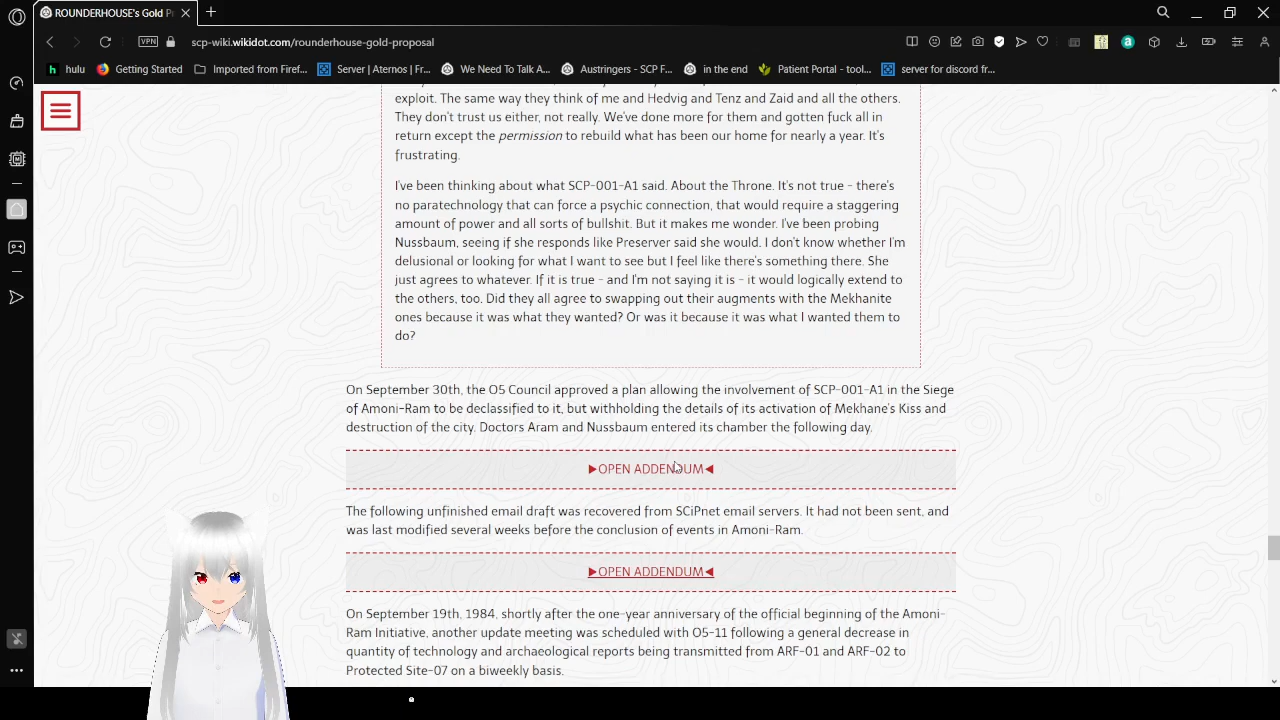 ROUNDERHOUSE's Gold P
VPN
scp-wiki.wikidot.com/rounderhouse-gold-proposal
hulu
Getting Started
Imported from Firef...
Server | Aternos | Fr...
We Need To Talk A...
Austringers - SCP F...
in the end
Patient Portal - tool...
server for discord fr...
exploit. The same way they think of me and Hedvig and Tenz and Zaid and all the others.
They don't trust us either, not really. We've done more for them and gotten fuck all in
return except the permission to rebuild what has been our home for nearly a year. It's
frustrating.
I've been thinking about what SCP-001-A1 said. About the Throne. It's not true - there's
no paratechnology that can force a psychic connection, that would require a staggering
amount of power and all sorts of bullshit. But it makes me wonder. I've been probing
Nussbaum, seeing if she responds like Preserver said she would. I don't know whether I'm
delusional or looking for what I want to see but I feel like there's something there. She
just agrees to whatever. If it is true - and I'm not saying it is - it would logically extend to
the others, too. Did they all agree to swapping out their augments with the Mekhanite
ones because it was what they wanted? Or was it because it was what I wanted them to
do?
On September 30th, the O5 Council approved a plan allowing the involvement of SCP-001-A1 in the Siege
of Amoni-Ram to be declassified to it, but withholding the details of its activation of Mekhane's Kiss and
destruction of the city. Doctors Aram and Nussbaum entered its chamber the following day.
▶OPEN ADDENDUM◀
The following unfinished email draft was recovered from SCiPnet email servers. It had not been sent, and
was last modified several weeks before the conclusion of events in Amoni-Ram.
▶OPEN ADDENDUM◀
On September 19th, 1984, shortly after the one-year anniversary of the official beginning of the Amoni-
Ram Initiative, another update meeting was scheduled with O5-11 following a general decrease in
quantity of technology and archaeological reports being transmitted from ARF-01 and ARF-02 to
Protected Site-07 on a biweekly basis.